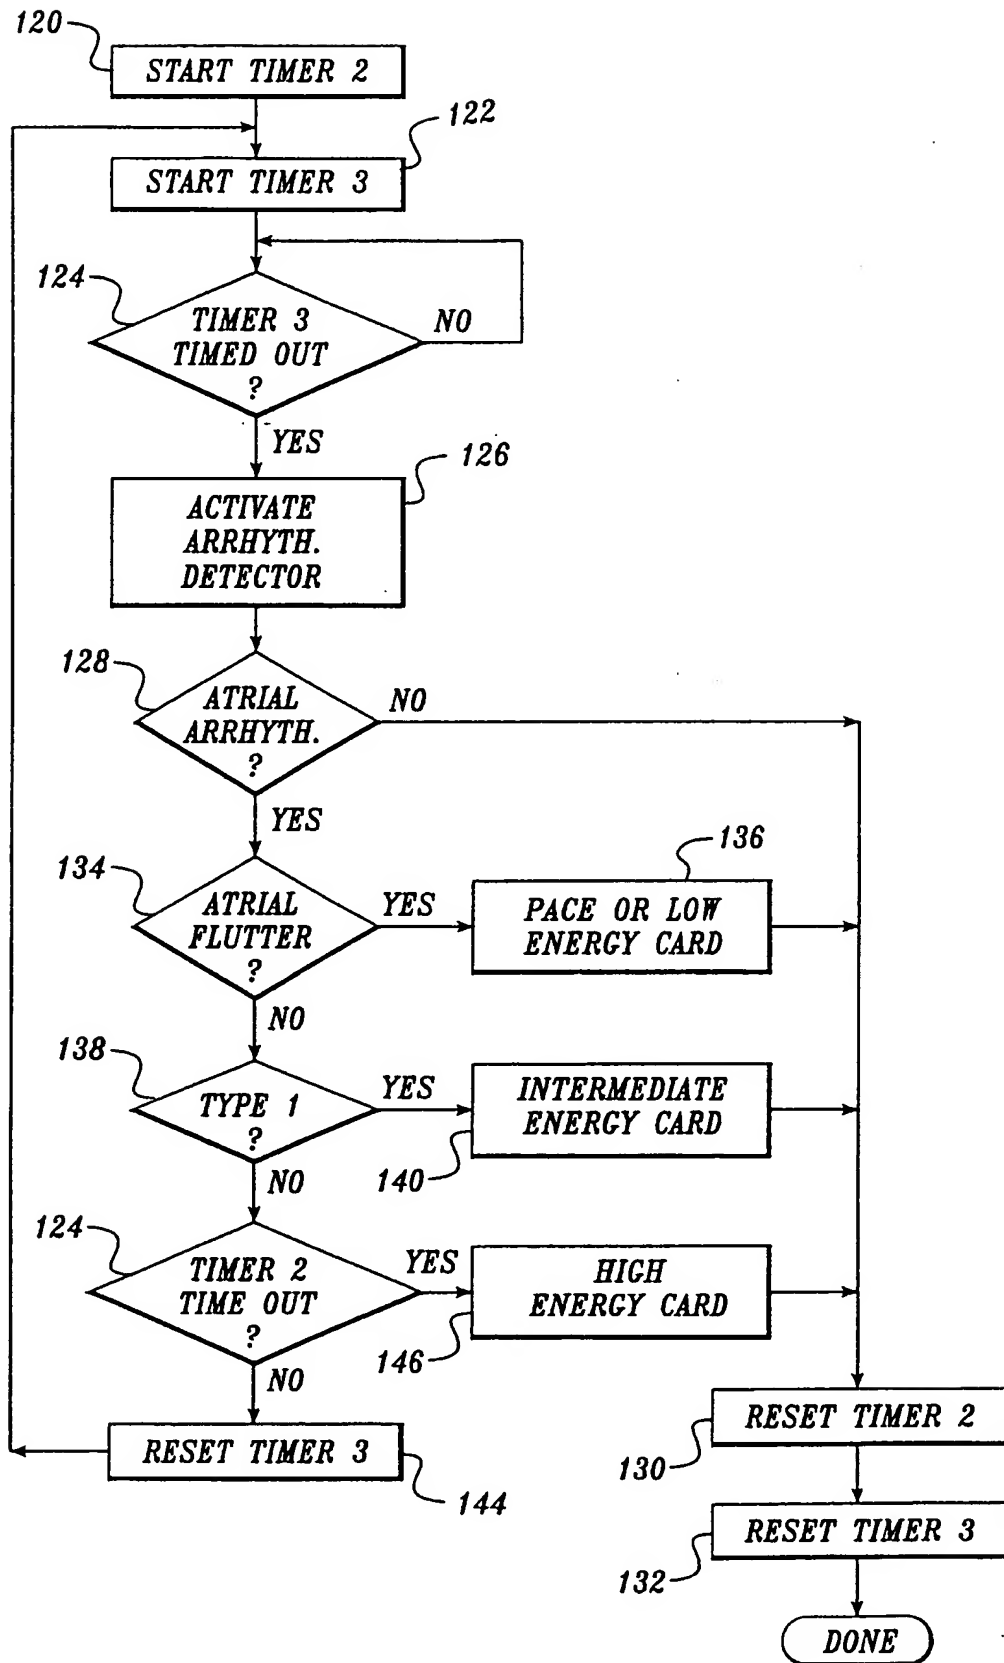 120
START TIMER 2
122
START TIMER 3
124
TIMER 3
TIMED OUT
?
NO
YES
126
ACTIVATE
ARRHYTH.
DETECTOR
128
ATRIAL
ARRHYTH.
?
NO
YES
134
ATRIAL
FLUTTER
?
YES
136
PACE OR LOW
ENERGY CARD
NO
138
TYPE 1
?
YES
INTERMEDIATE
ENERGY CARD
140
NO
124
TIMER 2
TIME OUT
?
YES
HIGH
ENERGY CARD
146
NO
RESET TIMER 3
144
RESET TIMER 2
130
RESET TIMER 3
132
DONE